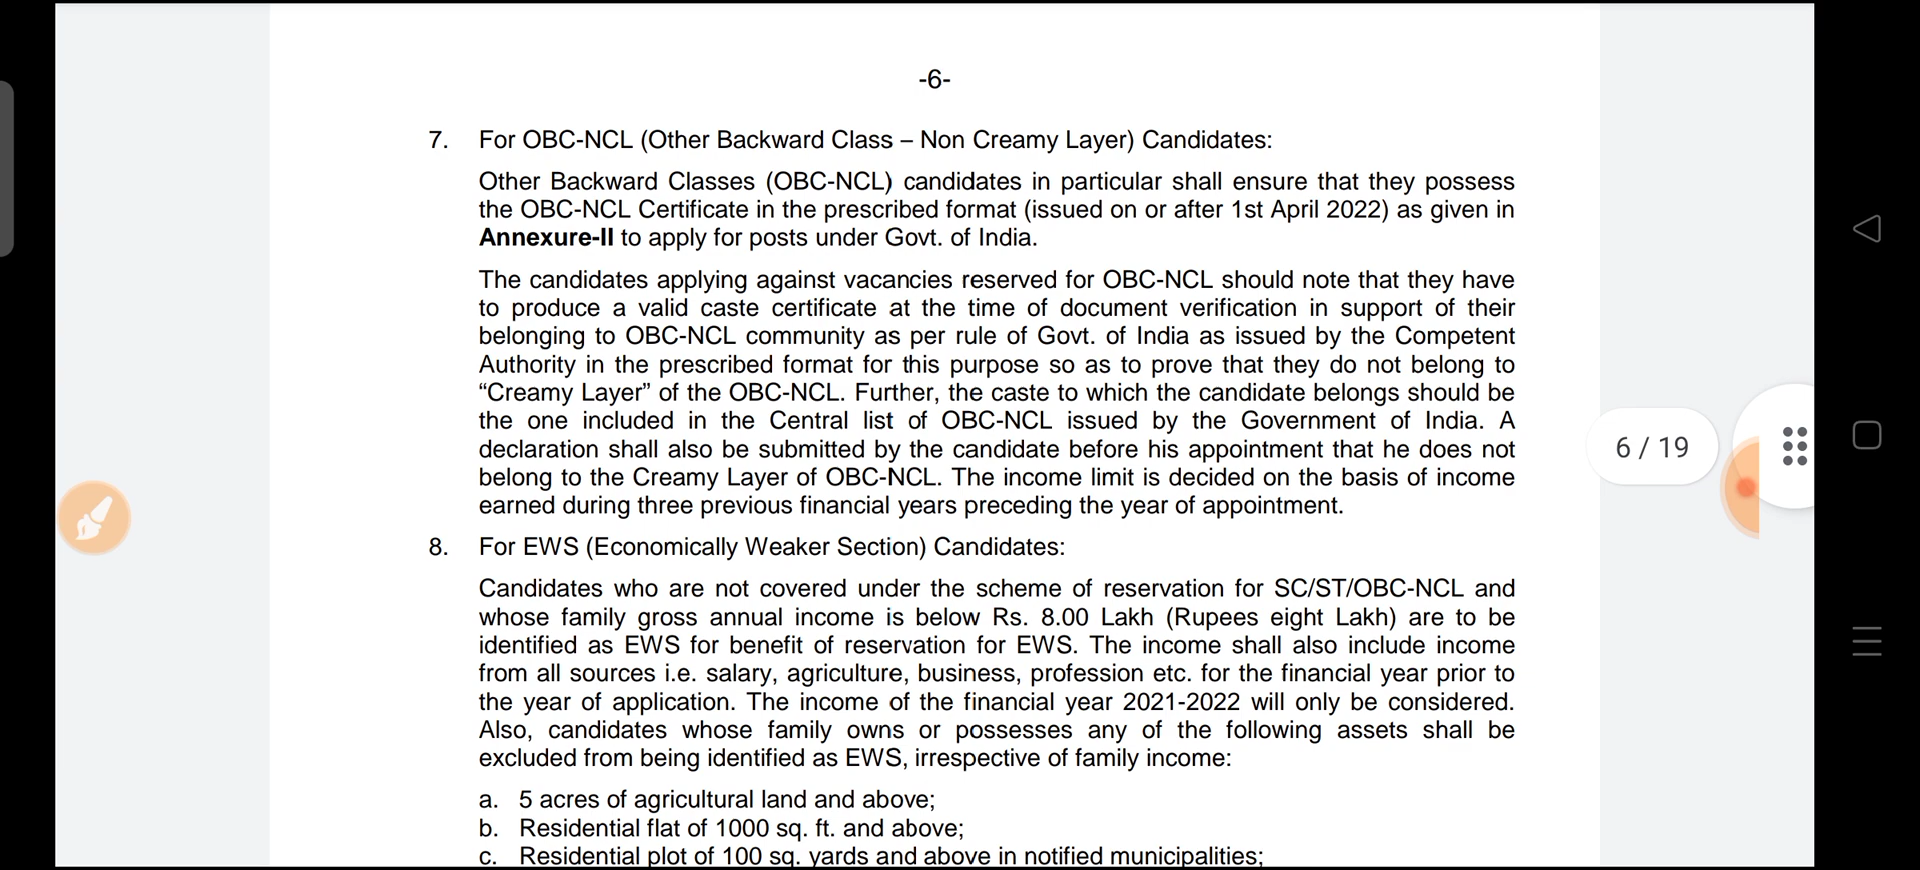 -6-
7. For OBC-NCL (Other Backward Class – Non Creamy Layer) Candidates:
Other Backward Classes (OBC-NCL) candidates in particular shall ensure that they possess
the OBC-NCL Certificate in the prescribed format (issued on or after 1st April 2022) as given in
Annexure-II to apply for posts under Govt. of India.
The candidates applying against vacancies reserved for OBC-NCL should note that they have
to produce a valid caste certificate at the time of document verification in support of their
belonging to OBC-NCL community as per rule of Govt. of India as issued by the Competent
Authority in the prescribed format for this purpose so as to prove that they do not belong to
“Creamy Layer” of the OBC-NCL. Further, the caste to which the candidate belongs should be
the one included in the Central list of OBC-NCL issued by the Government of India. A
declaration shall also be submitted by the candidate before his appointment that he does not
belong to the Creamy Layer of OBC-NCL. The income limit is decided on the basis of income
earned during three previous financial years preceding the year of appointment.
8. For EWS (Economically Weaker Section) Candidates:
Candidates who are not covered under the scheme of reservation for SC/ST/OBC-NCL and
whose family gross annual income is below Rs. 8.00 Lakh (Rupees eight Lakh) are to be
identified as EWS for benefit of reservation for EWS. The income shall also include income
from all sources i.e. salary, agriculture, business, profession etc. for the financial year prior to
the year of application. The income of the financial year 2021-2022 will only be considered.
Also, candidates whose family owns or possesses any of the following assets shall be
excluded from being identified as EWS, irrespective of family income:
a. 5 acres of agricultural land and above;
b. Residential flat of 1000 sq. ft. and above;
c. Residential plot of 100 sq. yards and above in notified municipalities;
6 / 19